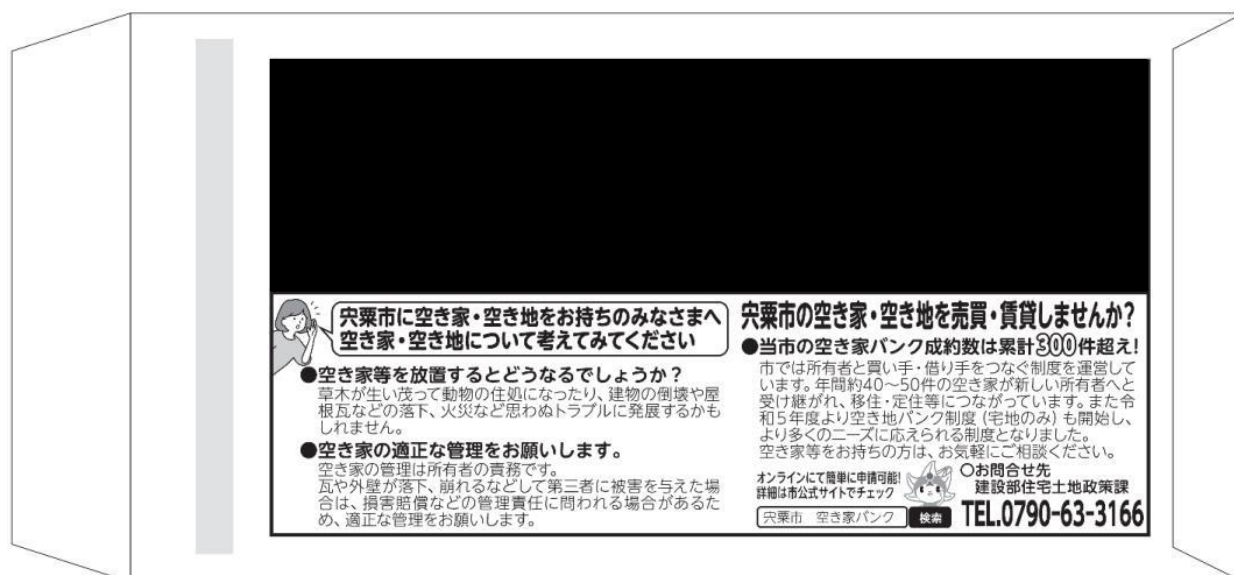 宍粟市に空き家・空き地をお持ちのみなさまへ
空き家・空き地について考えてみてください
●空き家等を放置するとどうなるでしょうか？
草木が生い茂って動物の住処になったり、建物の倒壊や屋
根瓦などの落下、火災など思わぬトラブルに発展するかも
しれません。
●空き家の適正な管理をお願いします。
空き家の管理は所有者の責務です。
瓦や外壁が落下、崩れるなどして第三者に被害を与えた場
合は、損害賠償などの管理責任に問われる場合があるた
め、適正な管理をお願いします。
宍粟市の空き家・空き地を売買・賃貸しませんか？
●当市の空き家バンク成約数は累計300件超え！
市では所有者と買い手・借り手をつなぐ制度を運営して
います。年間約40～50件の空き家が新しい所有者へと
受け継がれ、移住・定住等につながっています。また令
和5年度より空き地バンク制度（宅地のみ）も開始し、
より多くのニーズに応えられる制度となりました。
空き家等をお持ちの方は、お気軽にご相談ください。
オンラインにて簡単に申請可能！
詳細は市公式サイトでチェック
宍粟市　空き家バンク　検索
〇お問合せ先
建設部住宅土地政策課
TEL.0790-63-3166